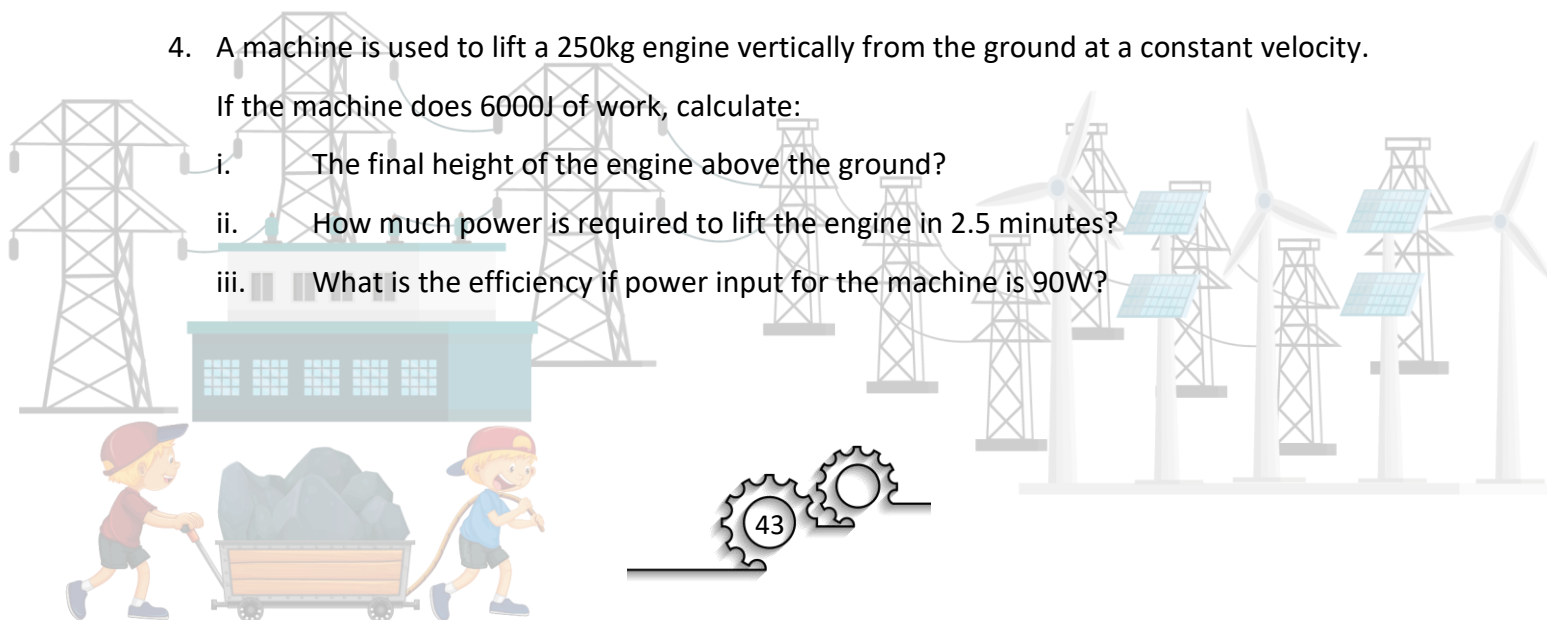 4. A machine is used to lift a 250kg engine vertically from the ground at a constant velocity.
If the machine does 6000J of work, calculate:
i. The final height of the engine above the ground?
ii. How much power is required to lift the engine in 2.5 minutes?
iii. What is the efficiency if power input for the machine is 90W?
43